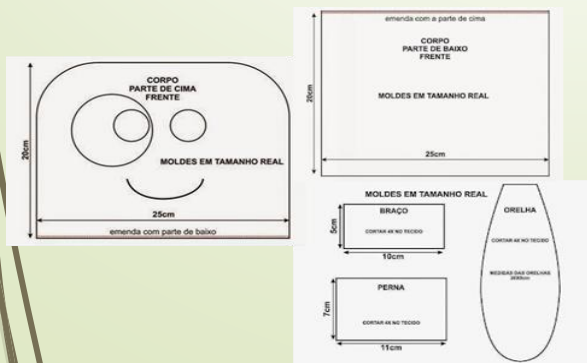 CORPO
PARTE DE CIMA
FRENTE
MOLDES EM TAMANHO REAL
20cm
25cm
emenda com parte de baixo
emenda com a parte de cima
CORPO
PARTE DE BAIXO
FRENTE
MOLDES EM TAMANHO REAL
20cm
25cm
MOLDES EM TAMANHO REAL
BRAÇO
CORTAR 4X NO TECIDO
5cm
10cm
PERNA
CORTAR 4X NO TECIDO
7cm
11cm
ORELHA
CORTAR 4X NO TECIDO
MEDIDAS DAS ORELHAS